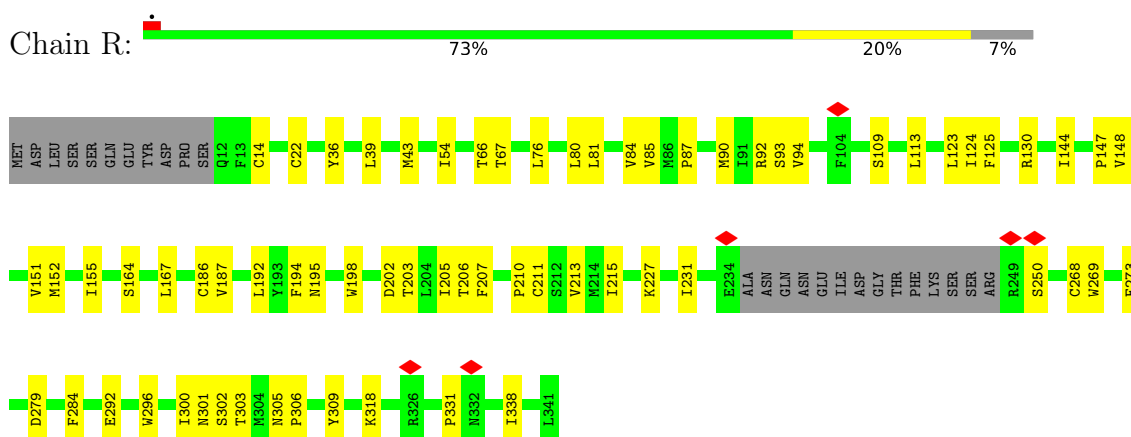 Chain R:
•
73% 20% 7%
MET ASP LEU SER SER GLN GLU TYR ASP PRO SER Q12 F13 C14 C22 Y36 L39 M43 I54 T66 T67 L76 L80 L81 V84 V85 M86 P87 M90 I91 R92 S93 V94 F104 S109 L113 L123 I124 F125 R130 I144 P147 V148
V151 M152 I155 S164 L167 C186 V187 L192 Y193 F194 N195 W198 D202 T203 L204 I205 T206 F207 P210 C211 S212 V213 M214 I215 K227 I231 E234 ALA ASN GLN ASN GLU ILE ASP GLY THR PHE LYS SER SER ARG R249 S250 C268 W269
D279 F284 E292 W296 I300 N301 S302 T303 M304 N305 P306 Y309 K318 R326 P331 N332 I338 L341